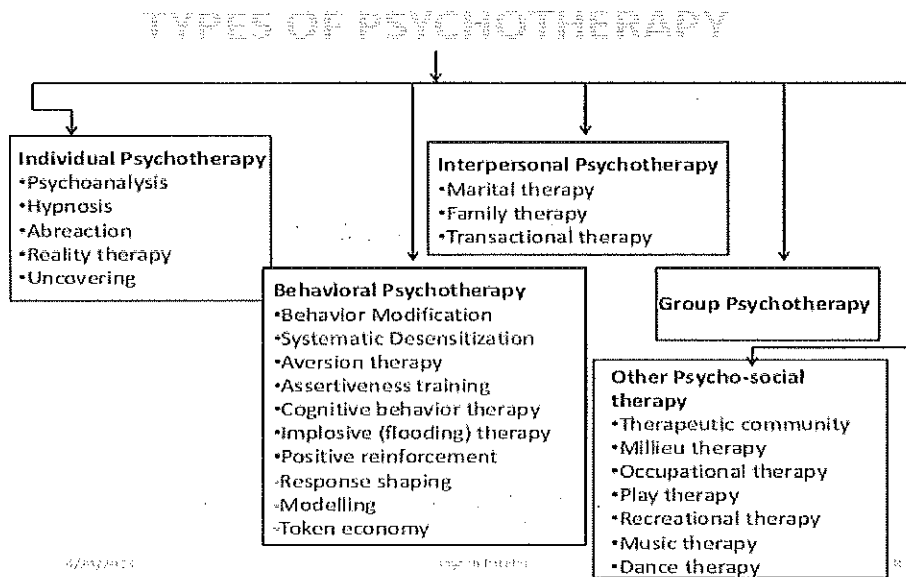 TYPES OF PSYCHOTHERAPY
Individual Psychotherapy
•Psychoanalysis
•Hypnosis
•Abreaction
•Reality therapy
•Uncovering
Interpersonal Psychotherapy
•Marital therapy
•Family therapy
•Transactional therapy
Behavioral Psychotherapy
•Behavior Modification
•Systematic Desensitization
•Aversion therapy
•Assertiveness training
•Cognitive behavior therapy
•Implosive (flooding) therapy
•Positive reinforcement
-Response shaping
-Modelling
-Token economy
Group Psychotherapy
Other Psycho-social
therapy
•Therapeutic community
•Millieu therapy
•Occupational therapy
•Play therapy
•Recreational therapy
•Music therapy
•Dance therapy